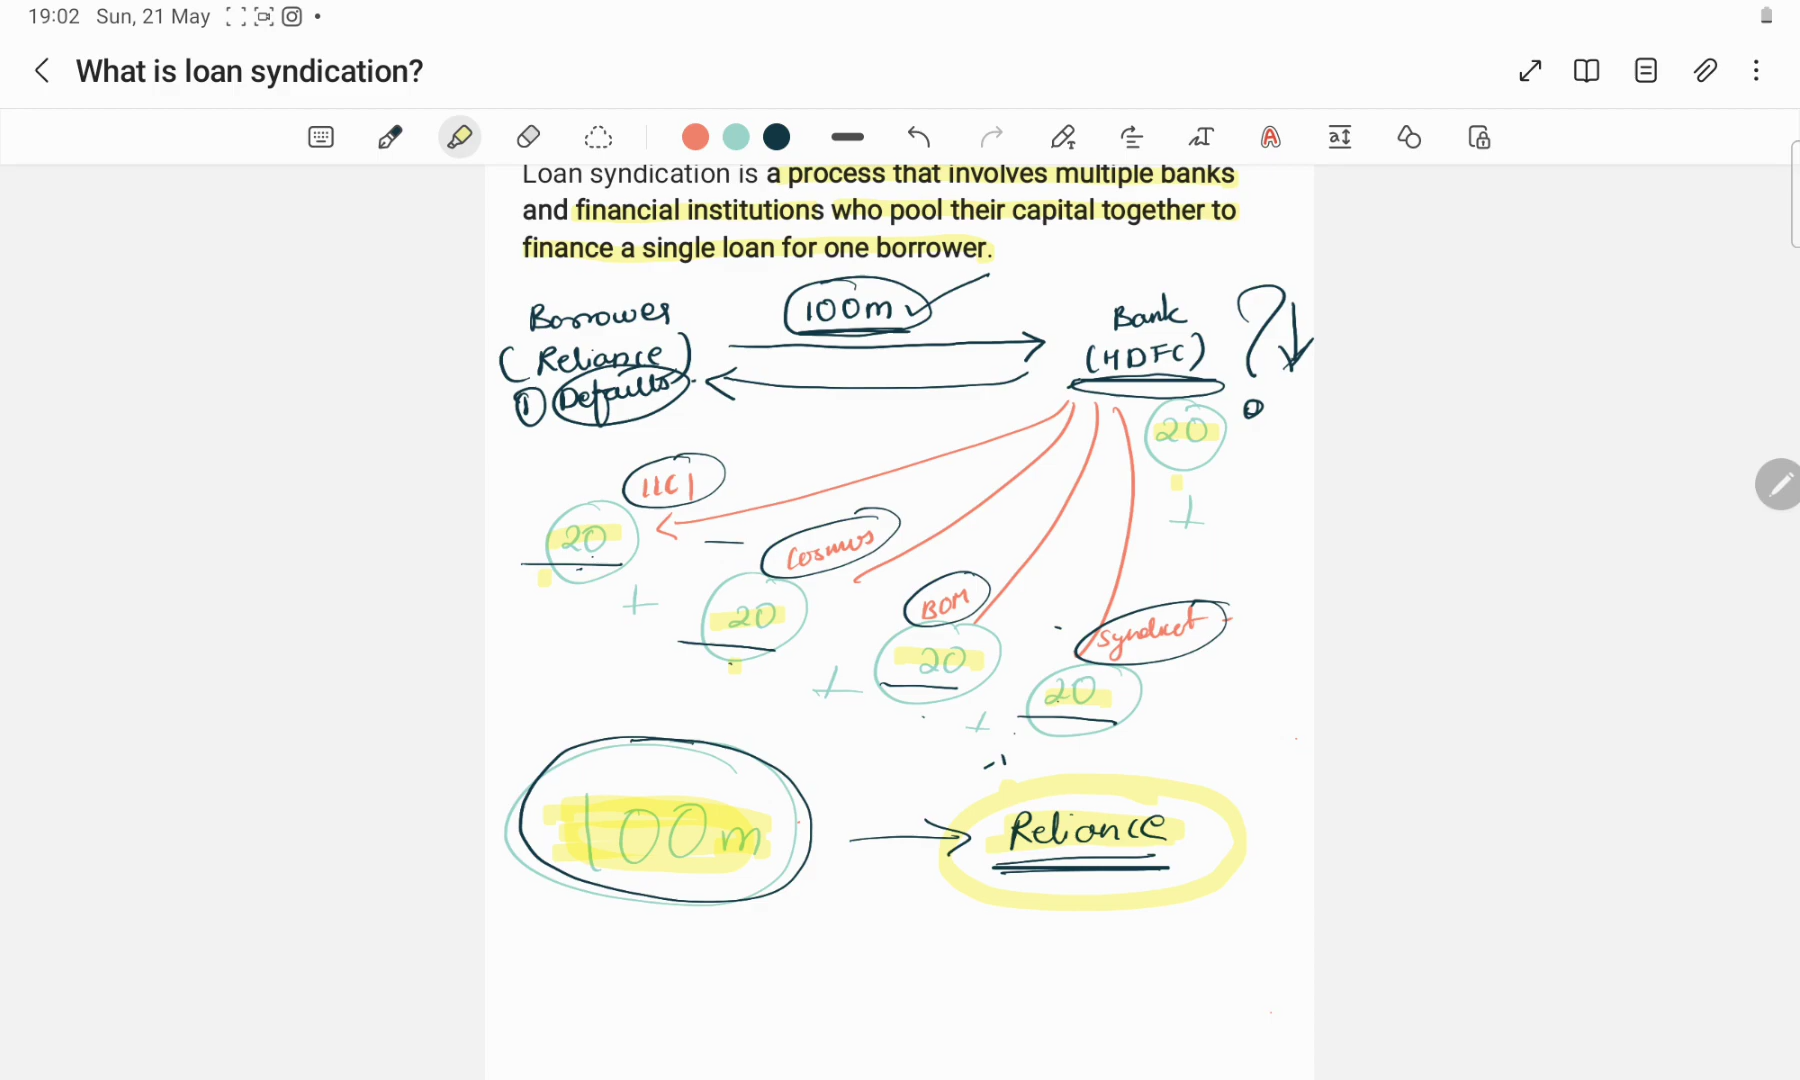 19:02 Sun, 21 May
What is loan syndication?
Loan syndication is a process that involves multiple banks
and financial institutions who pool their capital together to
finance a single loan for one borrower.
Borrower 100m Bank ?
(Reliance) (HDFC)
① Defaults
20
+
20
+
Cosmos
20
+
BOM
20
+
20
100m Reliance